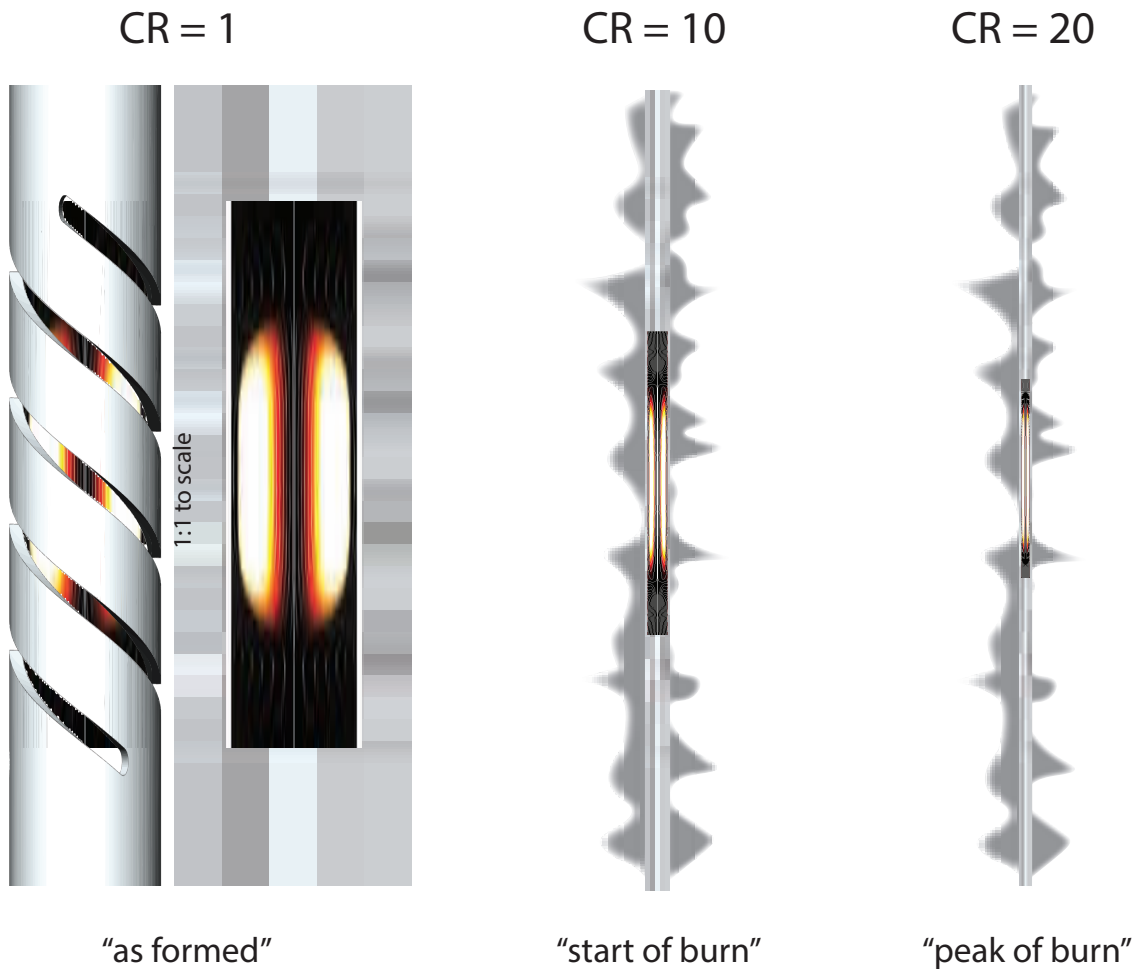 CR = 1
CR = 10
CR = 20
1:1 to scale
“as formed”
“start of burn”
“peak of burn”